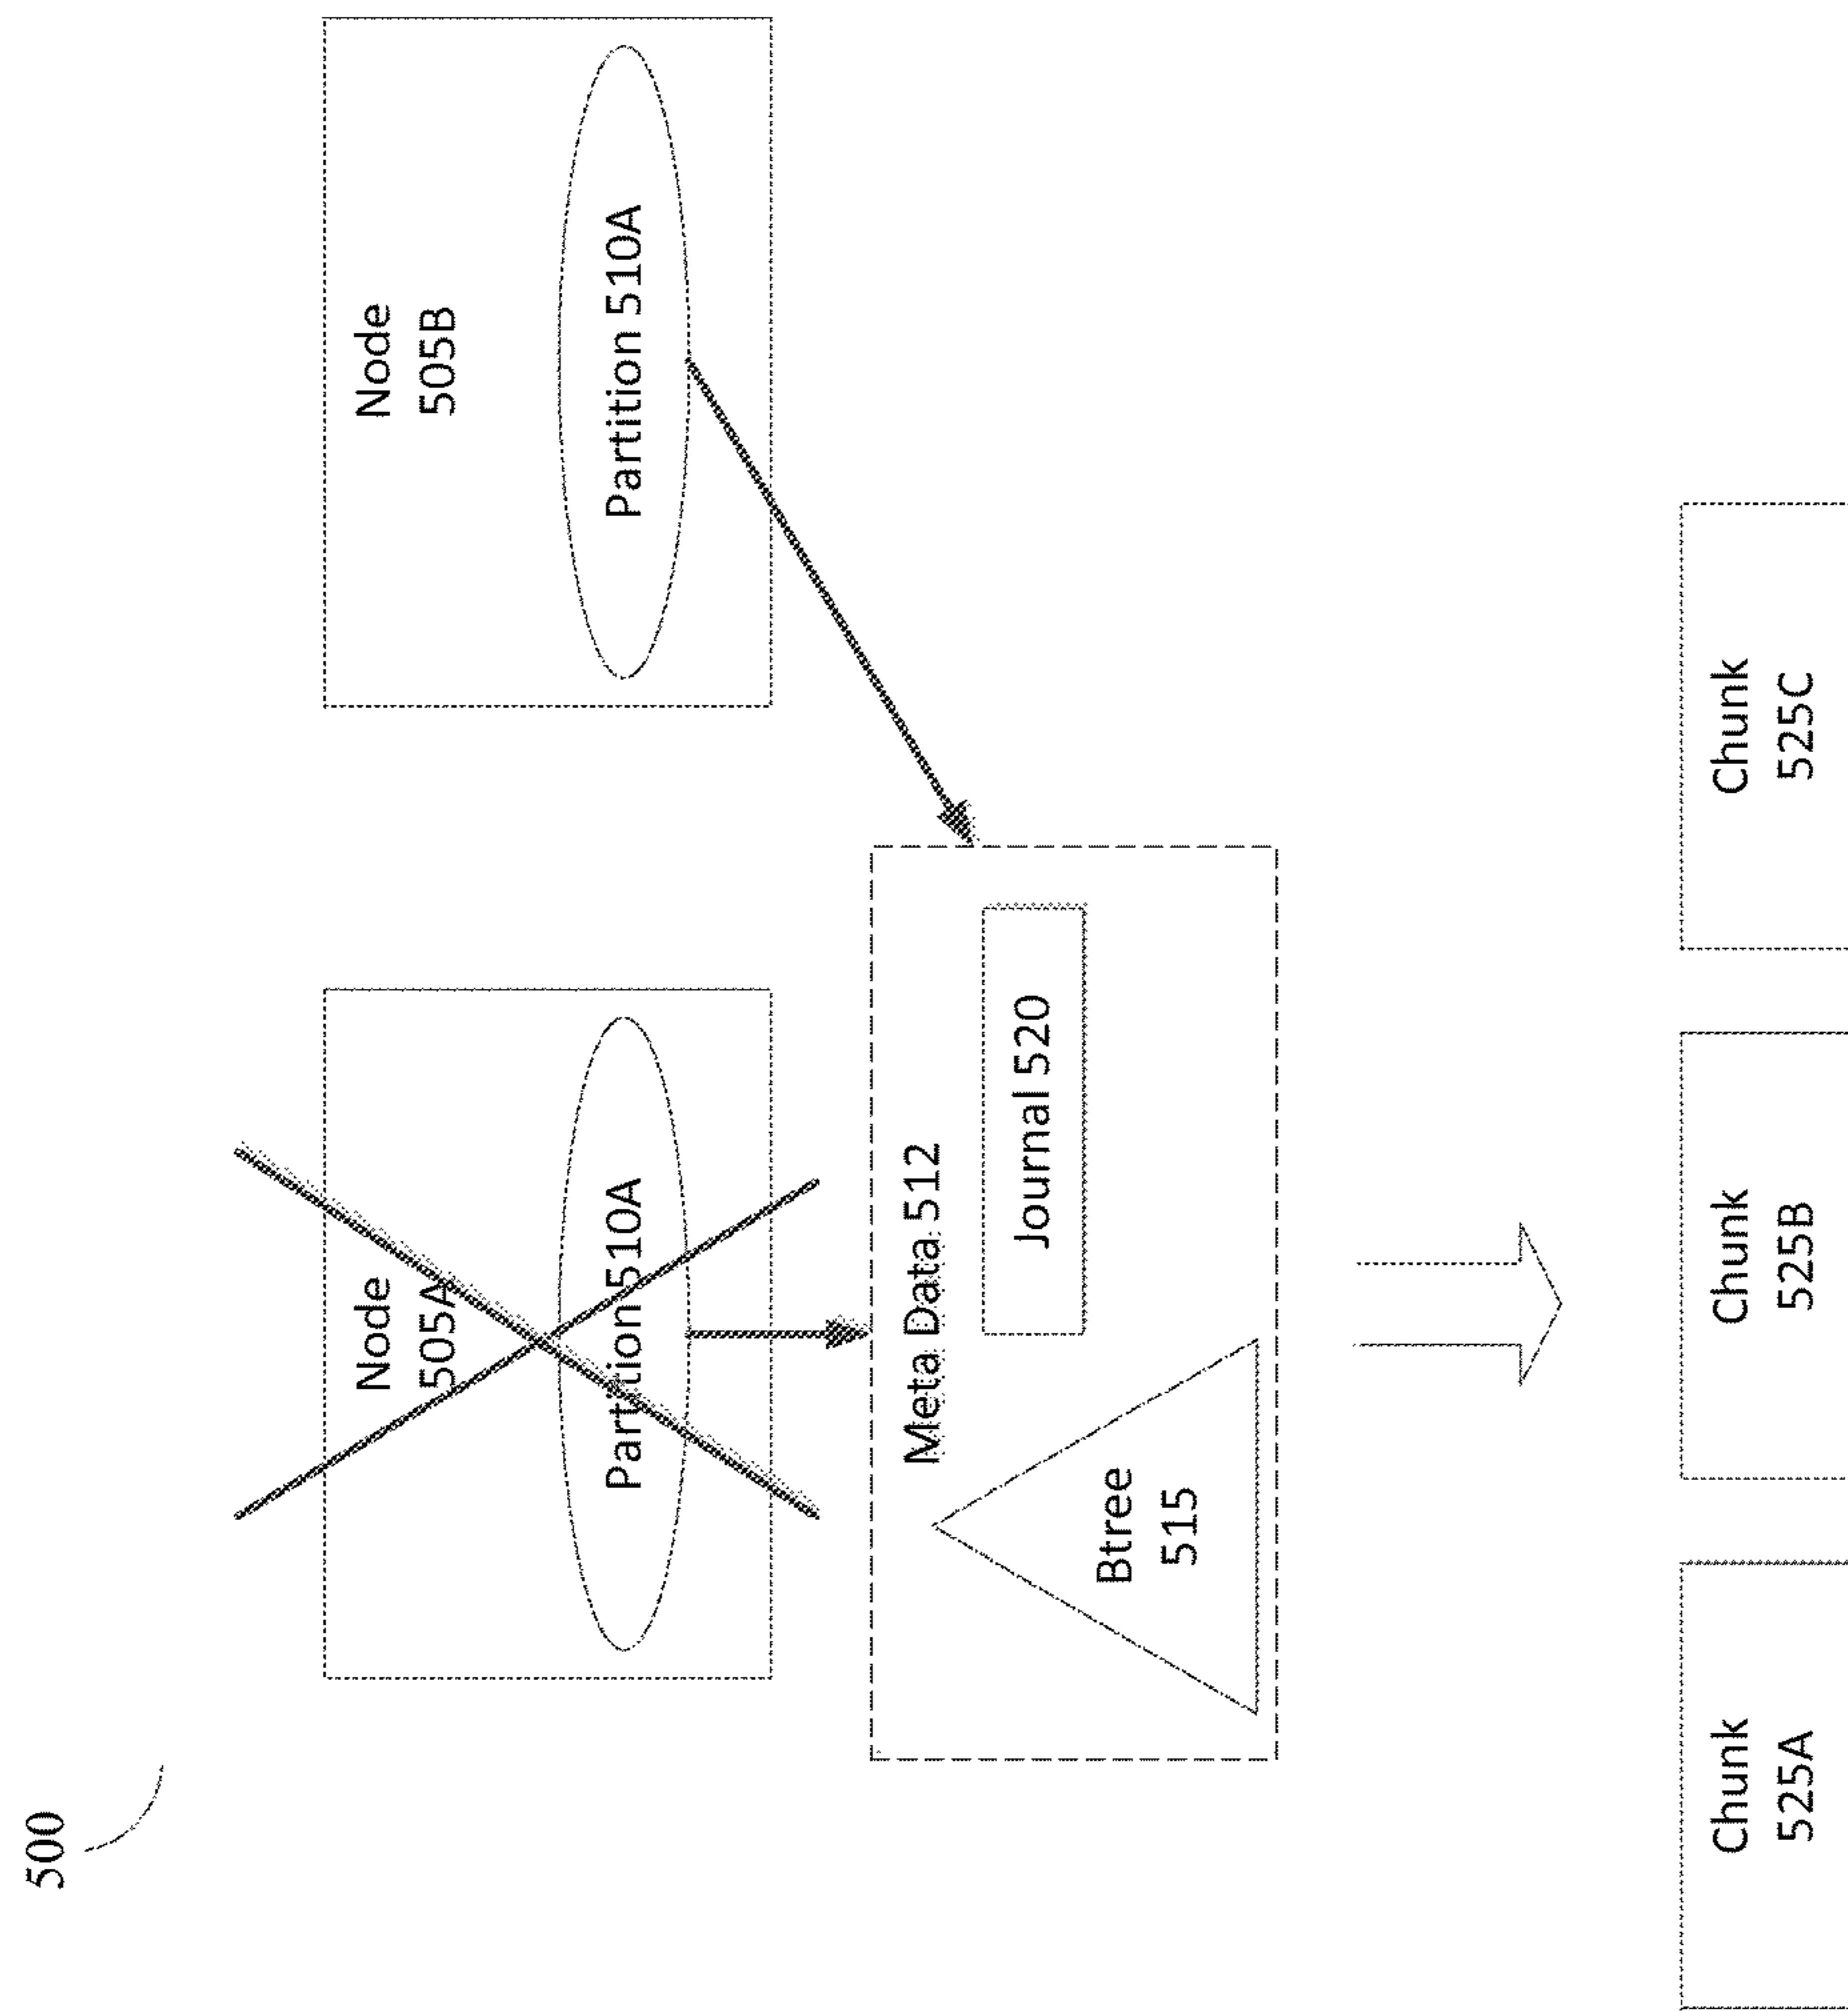 500
Node
505A
Partition 510A
Node
505B
Partition 510A
Meta Data 512
Btree
515
Journal 520
Chunk
525A
Chunk
525B
Chunk
525C